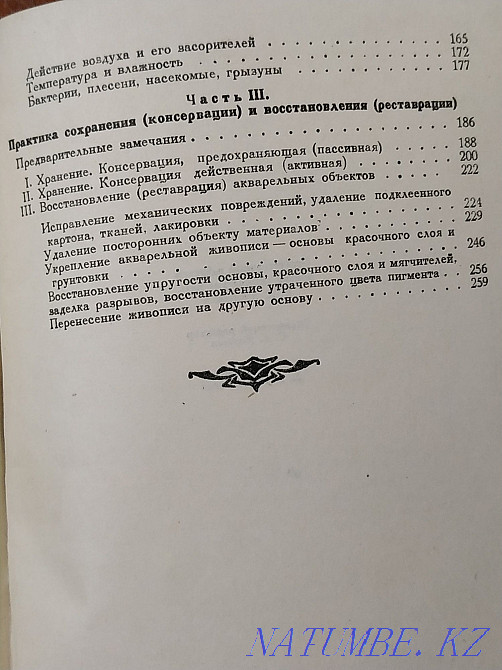 Действие воздуха и его засорителей . . . . . . . . . . . 165
Температура и влажность . . . . . . . . . . . . . . . 172
Бактерии, плесени, насекомые, грызуны . . . . . . . . . . 177
Часть III.
Практика сохранения (консервации) и восстановления (реставрации)
Предварительные замечания . . . . . . . . . . . . . . 186
I. Хранение. Консервация, предохраняющая (пассивная) . . . . 188
II. Хранение. Консервация действенная (активная) . . . . . . 200
III. Восстановление (реставрация) акварельных объектов . . . . . 222
Исправление механических повреждений, удаление подклеенного
картона, тканей, лакировки . . . . . . . . . . . . . 224
Удаление посторонних объекту материалов . . . . . . . . 229
Укрепление акварельной живописи — основы красочного слоя и
грунтовки . . . . . . . . . . . . . . . . . . 246
Восстановление упругости основы, красочного слоя и мягчителей,
заделка разрывов, восстановление утраченного цвета пигмента . . 256
Перенесение живописи на другую основу . . . . . . . . . 259
NATUMBE. KZ